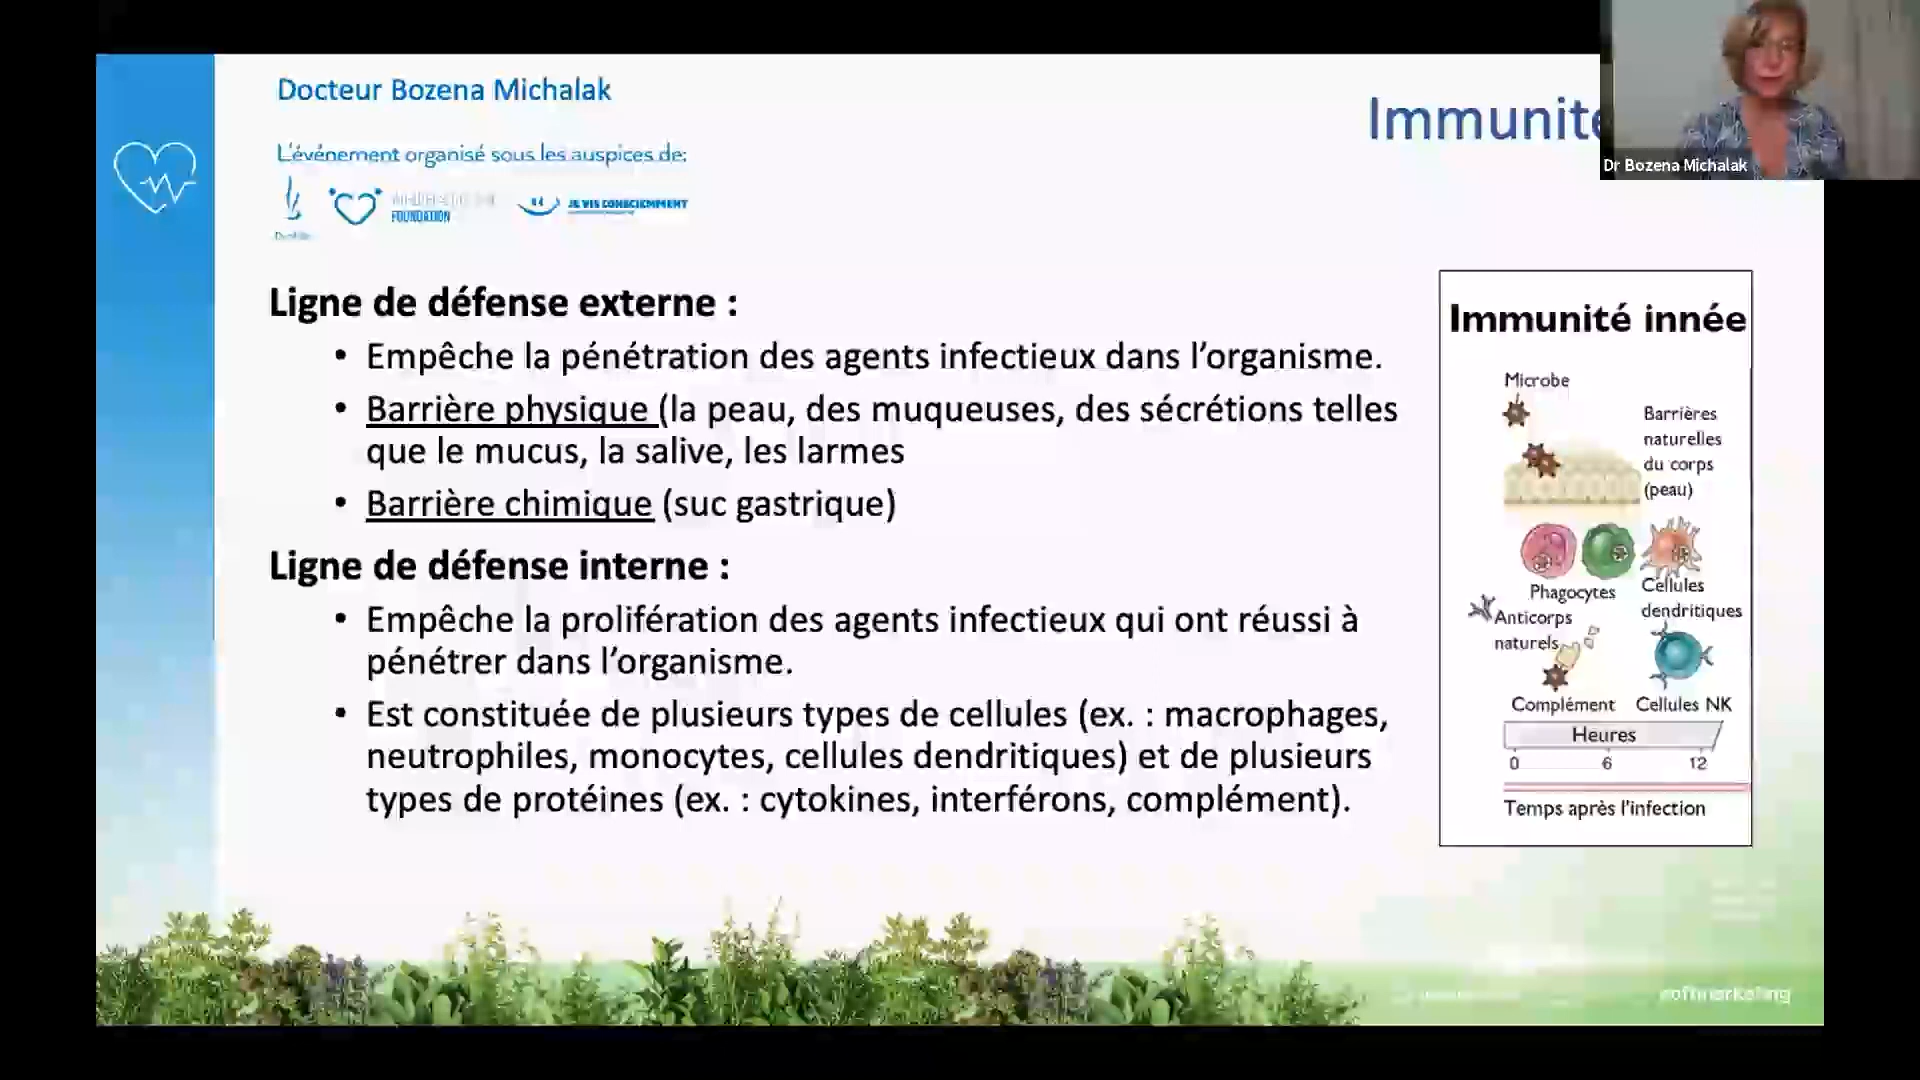 Docteur Bozena Michalak
L'événement organisé sous les auspices de:
FOUNDATION
JE VIS CONSCIEMMENT
Immunité
Dr Bozena Michalak
Ligne de défense externe :
• Empêche la pénétration des agents infectieux dans l'organisme.
• Barrière physique (la peau, des muqueuses, des sécrétions telles
que le mucus, la salive, les larmes
• Barrière chimique (suc gastrique)
Ligne de défense interne :
• Empêche la prolifération des agents infectieux qui ont réussi à
pénétrer dans l'organisme.
• Est constituée de plusieurs types de cellules (ex. : macrophages,
neutrophiles, monocytes, cellules dendritiques) et de plusieurs
types de protéines (ex. : cytokines, interférons, complément).
Immunité innée
Microbe
Barrières
naturelles
du corps
(peau)
Phagocytes
Cellules
dendritiques
Anticorps
naturels
Complément
Cellules NK
Heures
0 6 12
Temps après l'infection